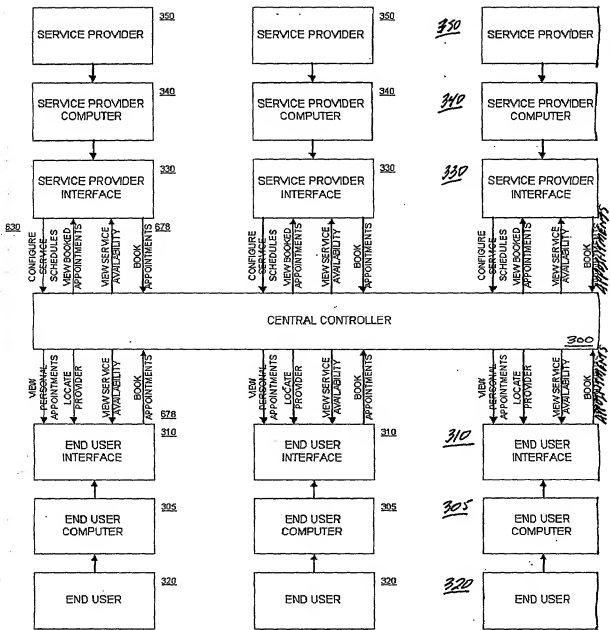 350 350 350
SERVICE PROVIDER SERVICE PROVIDER SERVICE PROVIDER
340 340 340
SERVICE PROVIDER SERVICE PROVIDER SERVICE PROVIDER
COMPUTER COMPUTER COMPUTER
330 330 330
SERVICE PROVIDER SERVICE PROVIDER SERVICE PROVIDER
INTERFACE INTERFACE INTERFACE
630 678
CONFIGURE
SERVICE
SCHEDULES
VIEW BOOKED
APPOINTMENTS
VIEW SERVICE
AVAILABILITY
BOOK
APPOINTMENTS
CONFIGURE
SERVICE
SCHEDULES
VIEW BOOKED
APPOINTMENTS
VIEW SERVICE
AVAILABILITY
BOOK
APPOINTMENTS
CONFIGURE
SERVICE
SCHEDULES
VIEW BOOKED
APPOINTMENTS
VIEW SERVICE
AVAILABILITY
BOOK
APPOINTMENTS
CENTRAL CONTROLLER
300
VIEW
PERSONAL
APPOINTMENTS
LOCATE
PROVIDER
VIEW SERVICE
AVAILABILITY
BOOK
APPOINTMENTS
VIEW
PERSONAL
APPOINTMENTS
LOCATE
PROVIDER
VIEW SERVICE
AVAILABILITY
BOOK
APPOINTMENTS
VIEW
PERSONAL
APPOINTMENTS
LOCATE
PROVIDER
VIEW SERVICE
AVAILABILITY
BOOK
APPOINTMENTS
678
310 310 310
END USER END USER END USER
INTERFACE INTERFACE INTERFACE
305 305 305
END USER END USER END USER
COMPUTER COMPUTER COMPUTER
320 320 320
END USER END USER END USER